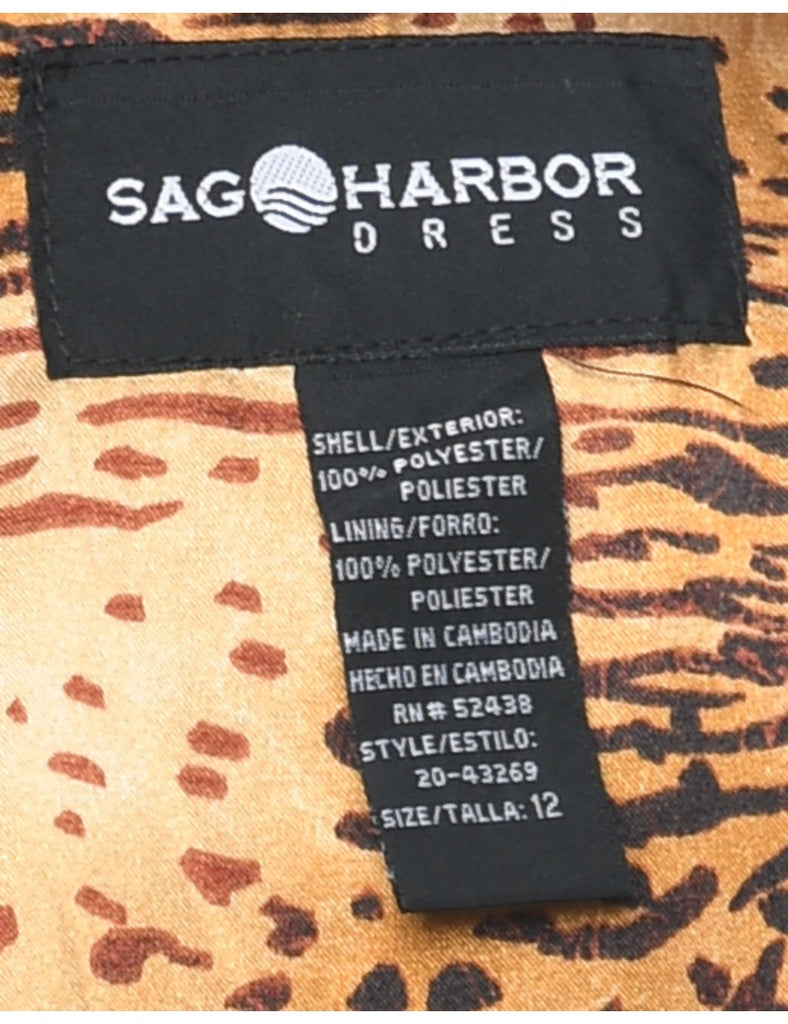 SAG HARBOR
DRESS
SHELL/EXTERIOR:
100% POLYESTER/
POLIESTER
LINING/FORRO:
100% POLYESTER/
POLIESTER
MADE IN CAMBODIA
HECHO EN CAMBODIA
RN# 52438
STYLE/ESTILO:
20-43269
SIZE/TALLA: 12